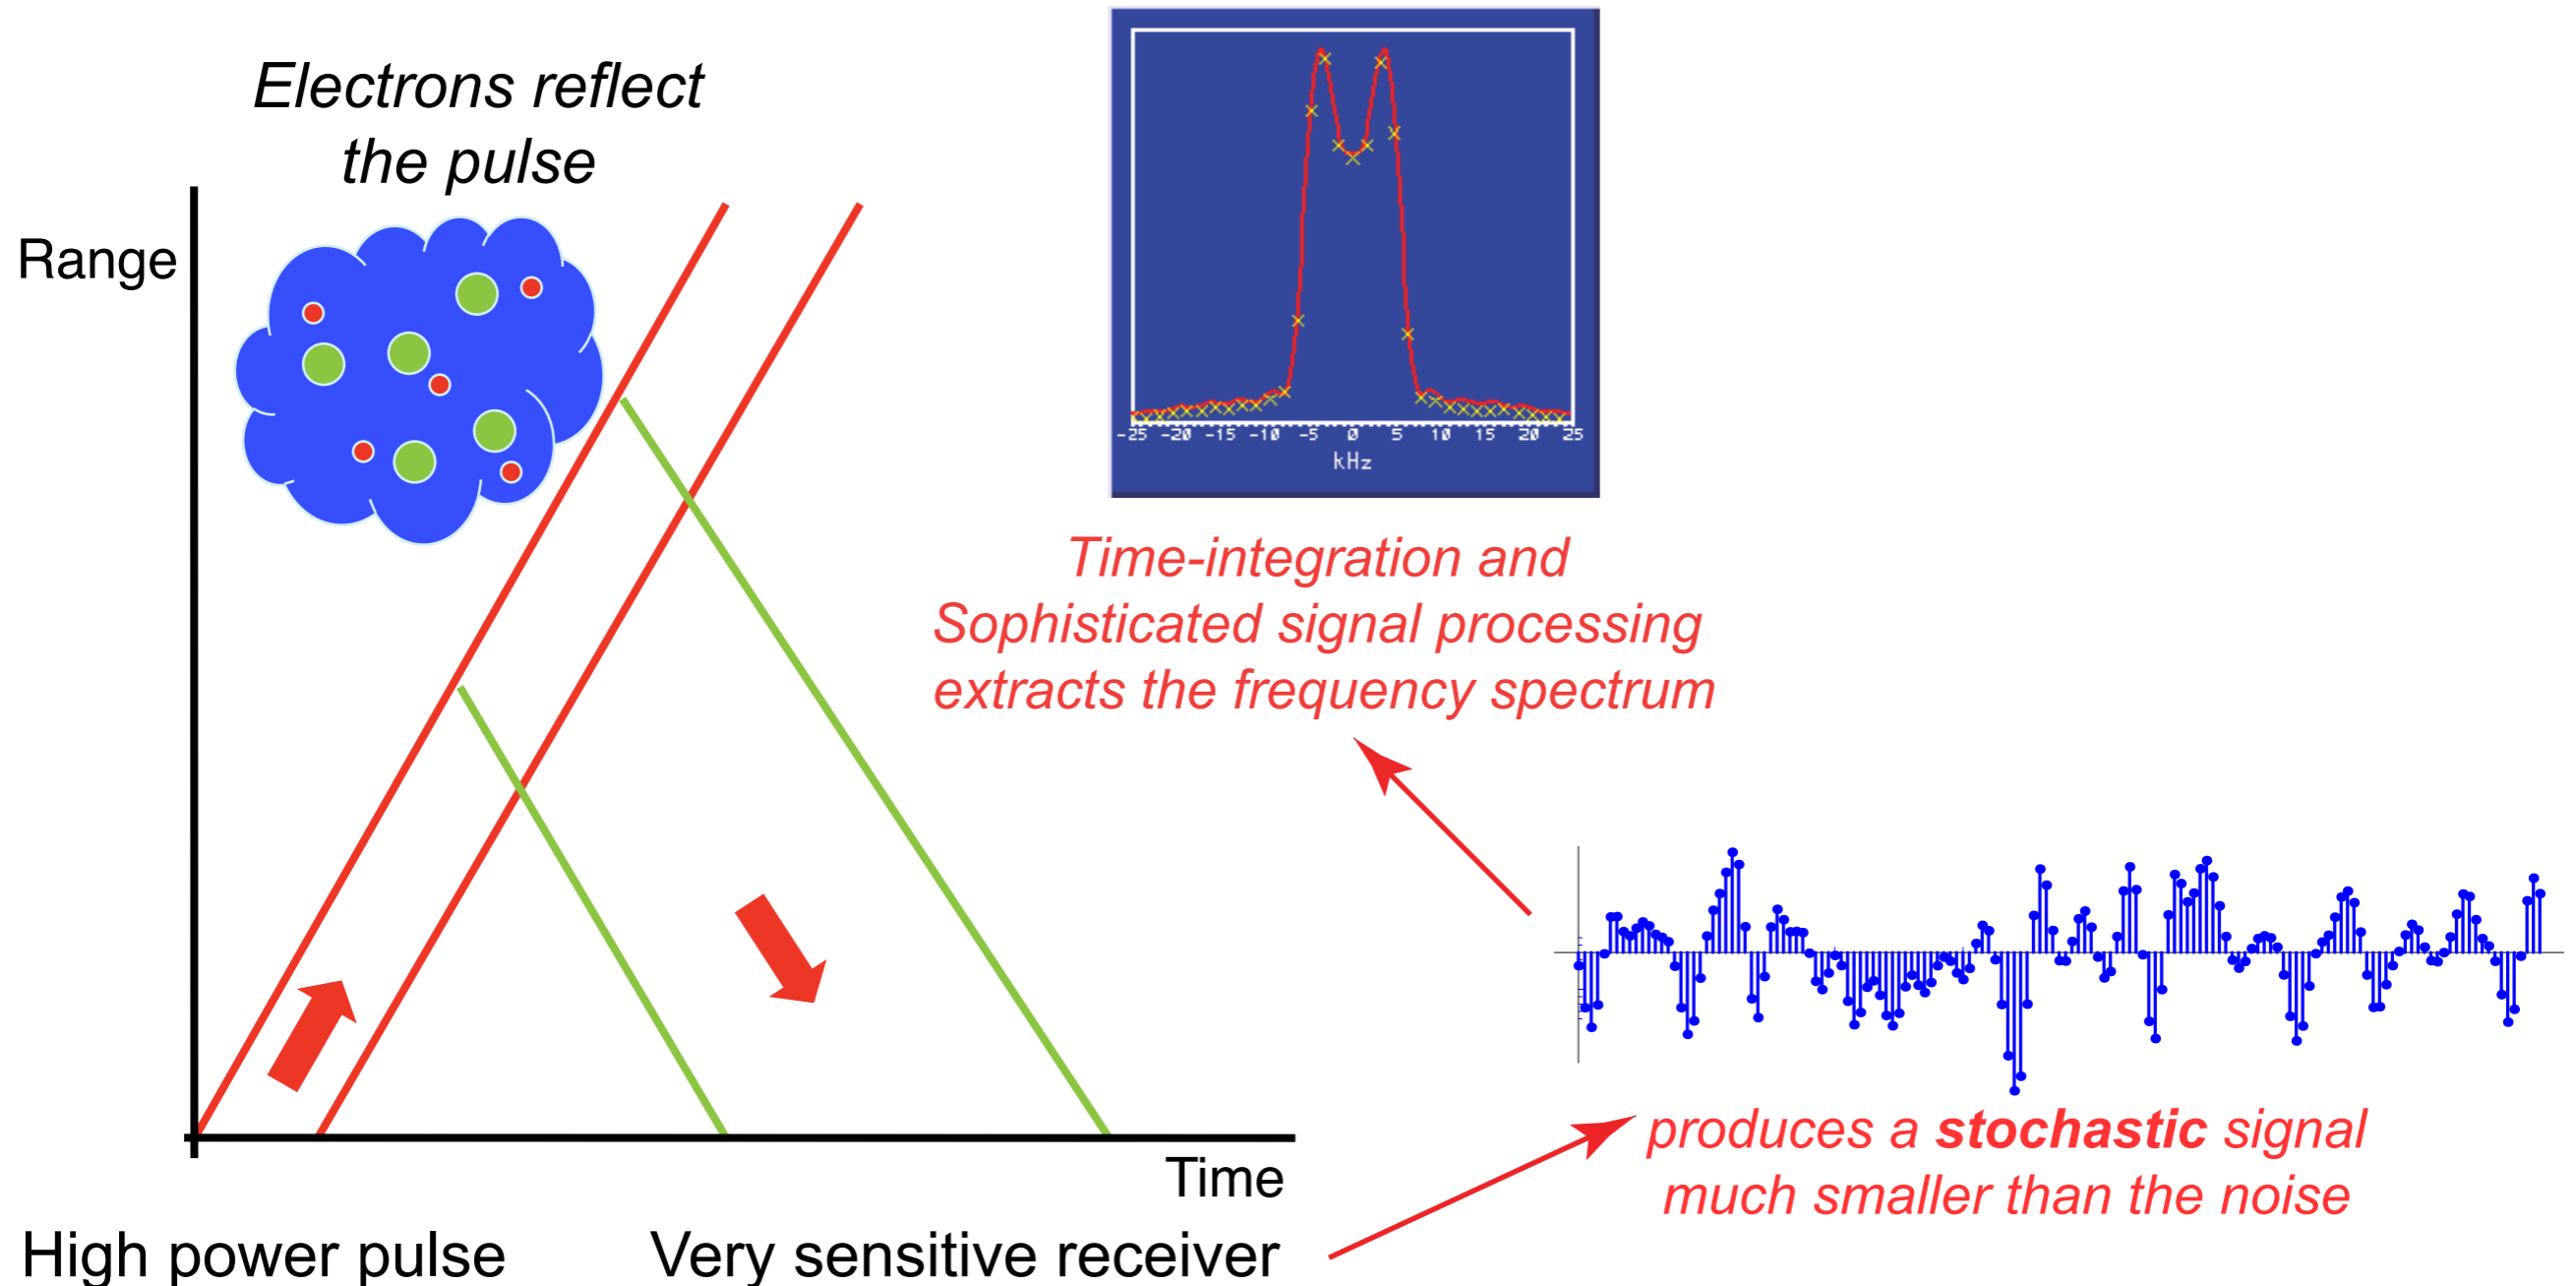 Electrons reflect
the pulse
Range
-25 -20 -15 -10 -5 0 5 10 15 20 25
kHz
Time-integration and
Sophisticated signal processing
extracts the frequency spectrum
produces a stochastic signal
much smaller than the noise
Time
High power pulse
Very sensitive receiver